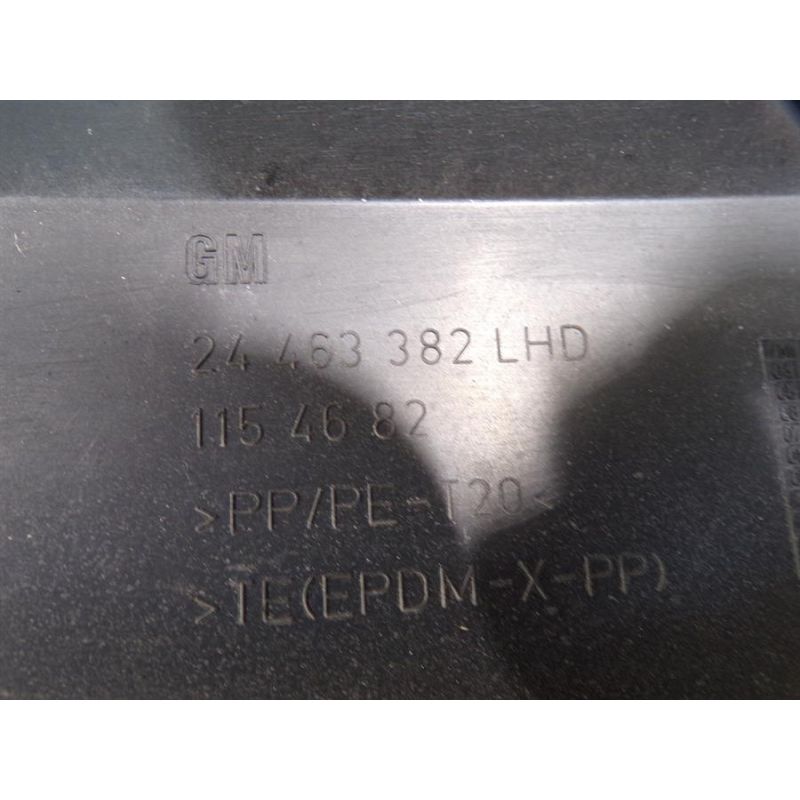 GM
24 463 382 LHD
115 46 82
>PP/PE-T20<
>TE(EPDM-X-PP)